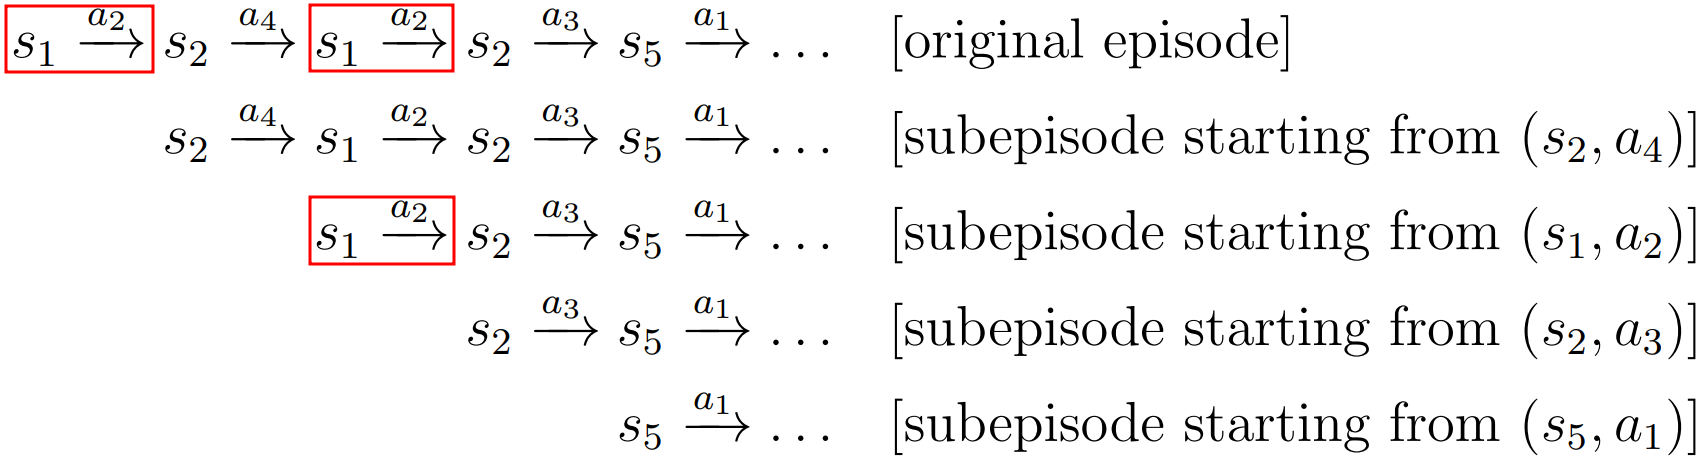 s₁ —a₂→ s₂ —a₄→ s₁ —a₂→ s₂ —a₃→ s₅ —a₁→ … [original episode]
s₂ —a₄→ s₁ —a₂→ s₂ —a₃→ s₅ —a₁→ … [subepisode starting from (s₂, a₄)]
s₁ —a₂→ s₂ —a₃→ s₅ —a₁→ … [subepisode starting from (s₁, a₂)]
s₂ —a₃→ s₅ —a₁→ … [subepisode starting from (s₂, a₃)]
s₅ —a₁→ … [subepisode starting from (s₅, a₁)]